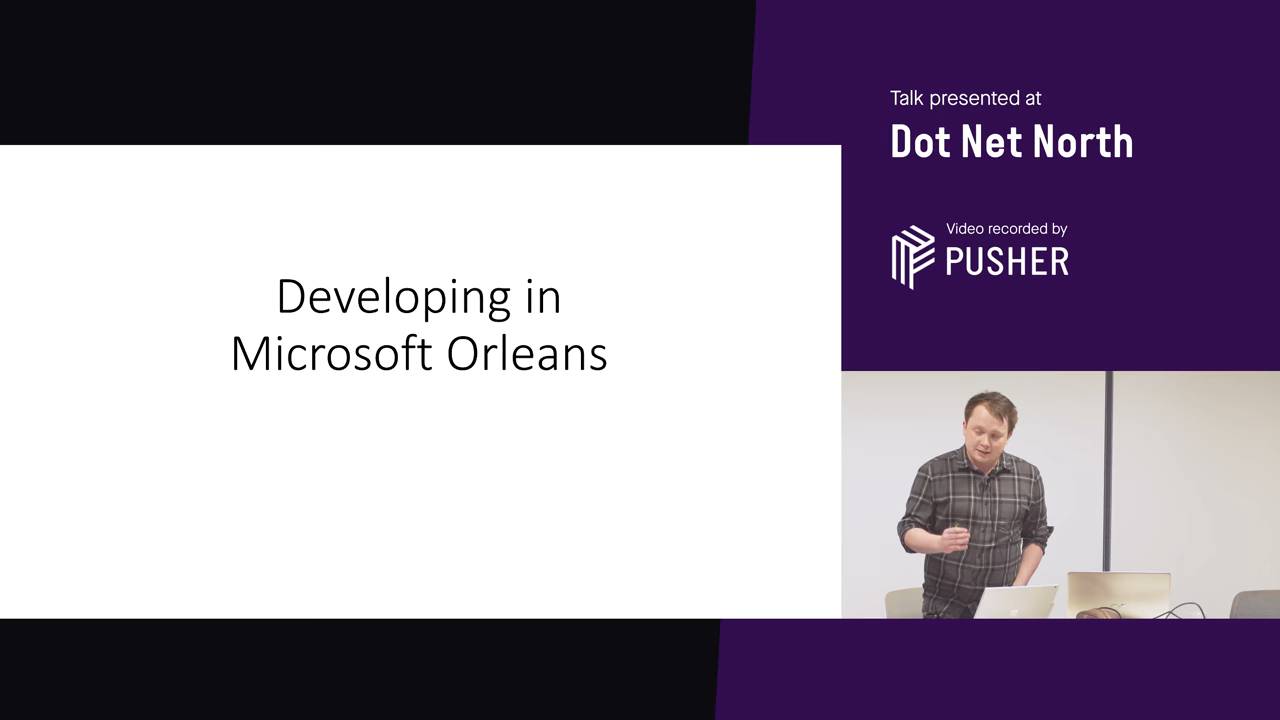 Talk presented at
Dot Net North
Video recorded by
PUSHER
Developing in
Microsoft Orleans